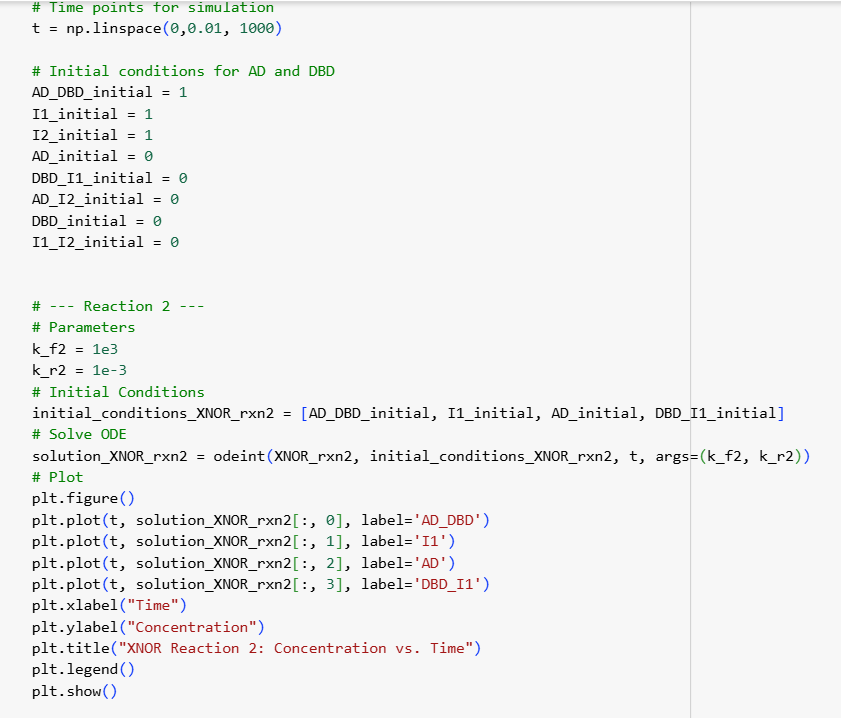 # Time points for simulation
t = np.linspace(0,0.01, 1000)
# Initial conditions for AD and DBD
AD_DBD_initial = 1
I1_initial = 1
I2_initial = 1
AD_initial = 0
DBD_I1_initial = 0
AD_I2_initial = 0
DBD_initial = 0
I1_I2_initial = 0
# --- Reaction 2 ---
# Parameters
k_f2 = 1e3
k_r2 = 1e-3
# Initial Conditions
initial_conditions_XNOR_rxn2 = [AD_DBD_initial, I1_initial, AD_initial, DBD_I1_initial]
# Solve ODE
solution_XNOR_rxn2 = odeint(XNOR_rxn2, initial_conditions_XNOR_rxn2, t, args=(k_f2, k_r2))
# Plot
plt.figure()
plt.plot(t, solution_XNOR_rxn2[:, 0], label='AD_DBD')
plt.plot(t, solution_XNOR_rxn2[:, 1], label='I1')
plt.plot(t, solution_XNOR_rxn2[:, 2], label='AD')
plt.plot(t, solution_XNOR_rxn2[:, 3], label='DBD_I1')
plt.xlabel("Time")
plt.ylabel("Concentration")
plt.title("XNOR Reaction 2: Concentration vs. Time")
plt.legend()
plt.show()